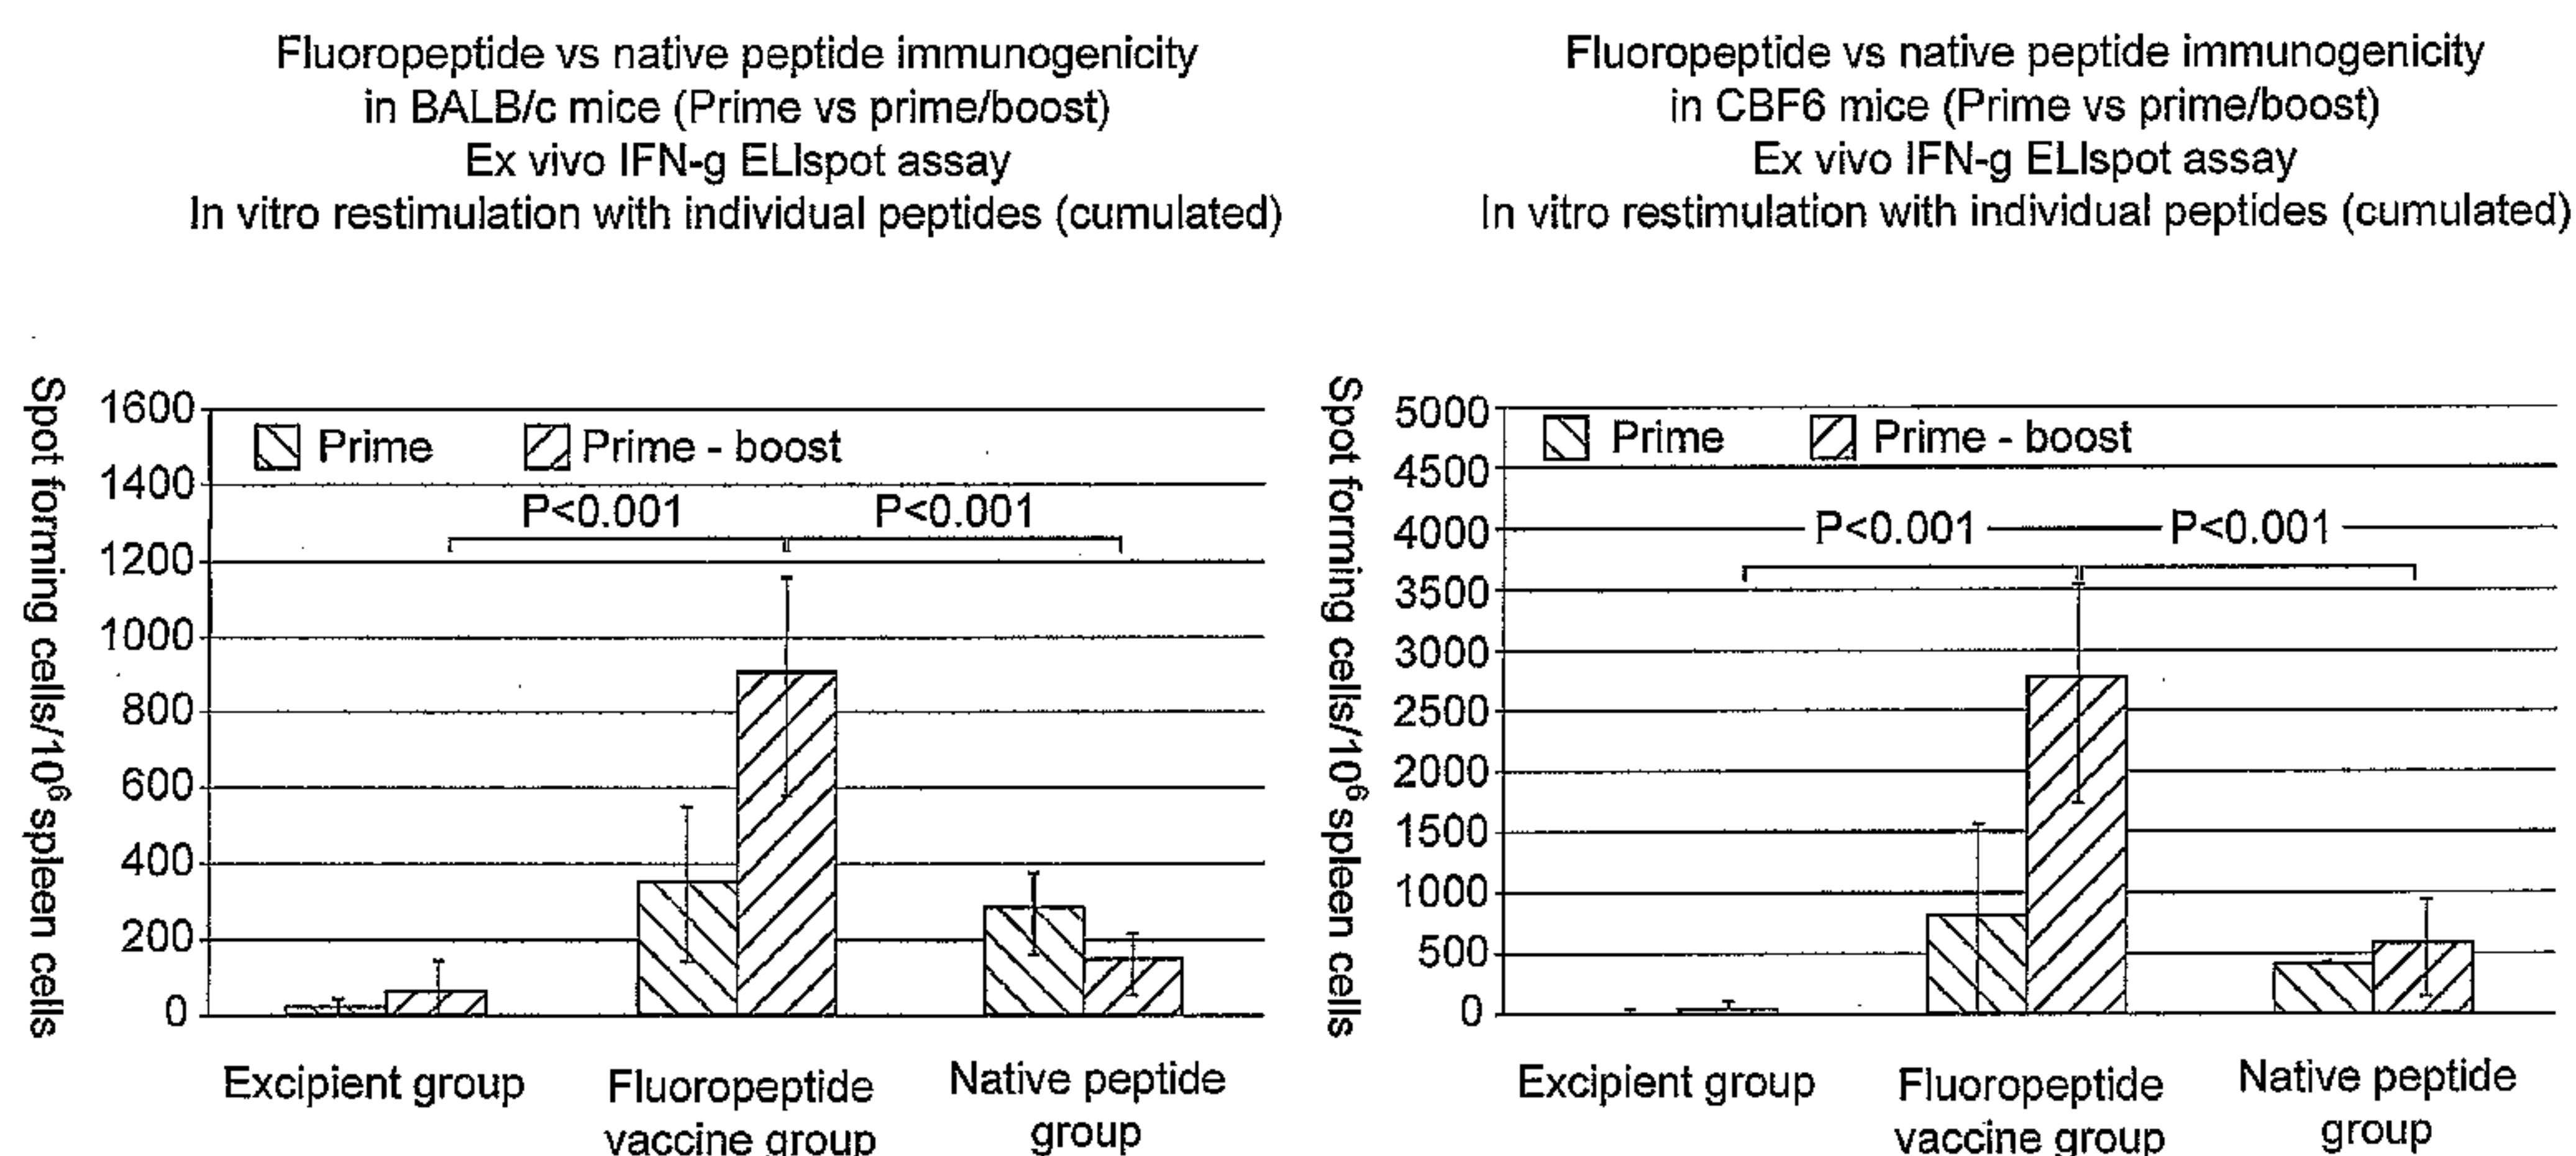 Fluoropeptide vs native peptide immunogenicity
in BALB/c mice (Prime vs prime/boost)
Ex vivo IFN-g ELIspot assay
In vitro restimulation with individual peptides (cumulated)
Spot forming cells/10⁶ spleen cells
1600
1400
1200
1000
800
600
400
200
0
Prime
Prime - boost
P<0.001
P<0.001
Excipient group
Fluoropeptide
vaccine group
Native peptide
group
Fluoropeptide vs native peptide immunogenicity
in CBF6 mice (Prime vs prime/boost)
Ex vivo IFN-g ELIspot assay
In vitro restimulation with individual peptides (cumulated)
Spot forming cells/10⁶ spleen cells
5000
4500
4000
3500
3000
2500
2000
1500
1000
500
0
Prime
Prime - boost
P<0.001
P<0.001
Excipient group
Fluoropeptide
vaccine group
Native peptide
group